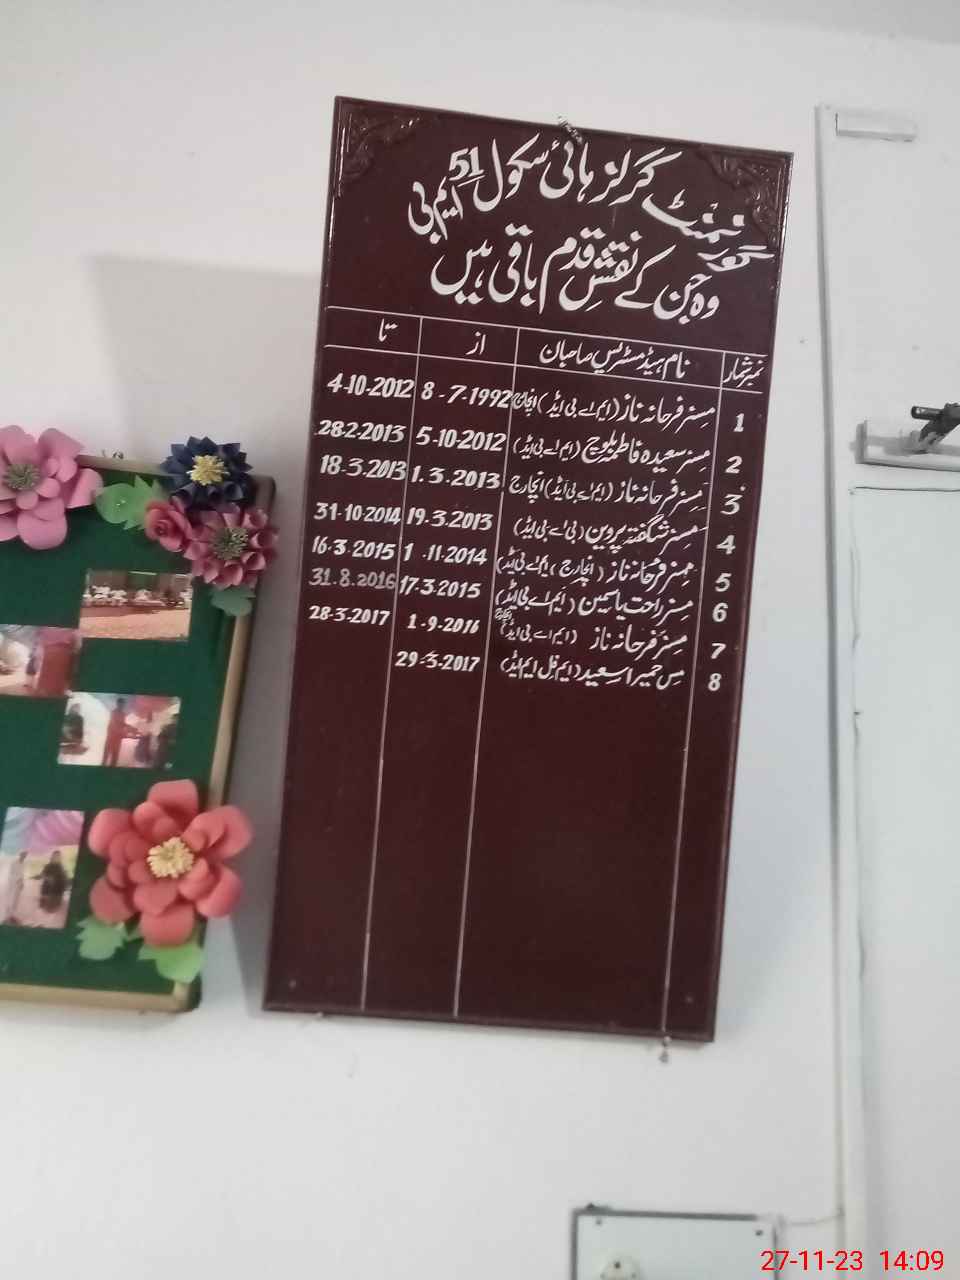 گورنمنٹ گرلز ہائی سکول 51 ایم بی
وہ جن کے نقشِ قدم باقی ہیں
نمبر شمار نام ہیڈ مسٹریس صاحبان از تا
1 مسز فرحانہ ناز (ایم اے بی ایڈ) انچارج 8-7-1992 4-10-2012
2 مسز سعیدہ فاطمہ بلوچ (ایم اے بی ایڈ) 5-10-2012 28-2-2013
3 مسز فرحانہ ناز (ایم اے بی ایڈ) انچارج 1.3-2013 18-3-2013
4 مسز شگفتہ پروین (بی اے بی ایڈ) 19-3-2013 31-10-2014
5 مسز فرحانہ ناز (انچارج، ایم اے بی ایڈ) 1-11-2014 16-3-2015
6 مسز راحت یاسمین (ایم اے بی ایڈ) 17-3-2015 31.8.2016
7 مسز فرحانہ ناز (ایم اے بی ایڈ) انچارج 1-9-2016 28-3-2017
8 مس حمیرا سعید (ایم فل ایم ایڈ) 29-3-2017
27-11-23 14:09